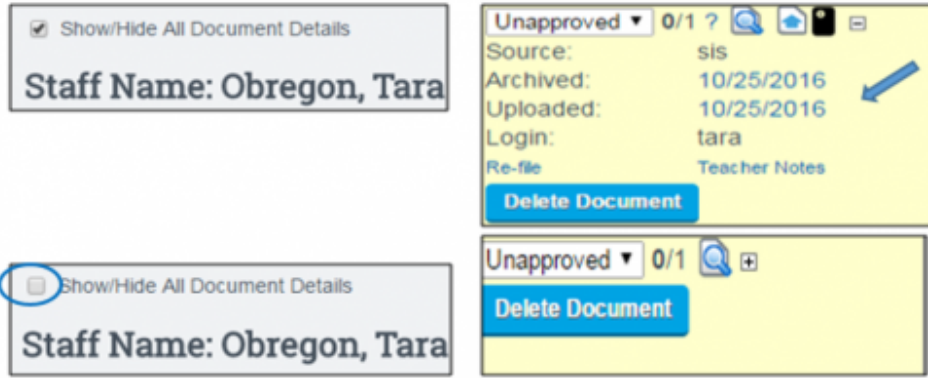 Show/Hide All Document Details
Staff Name: Obregon, Tara
Unapproved 0/1 ?
Source: sis
Archived: 10/25/2016
Uploaded: 10/25/2016
Login: tara
Re-file Teacher Notes
Delete Document
Show/Hide All Document Details
Staff Name: Obregon, Tara
Unapproved 0/1
Delete Document